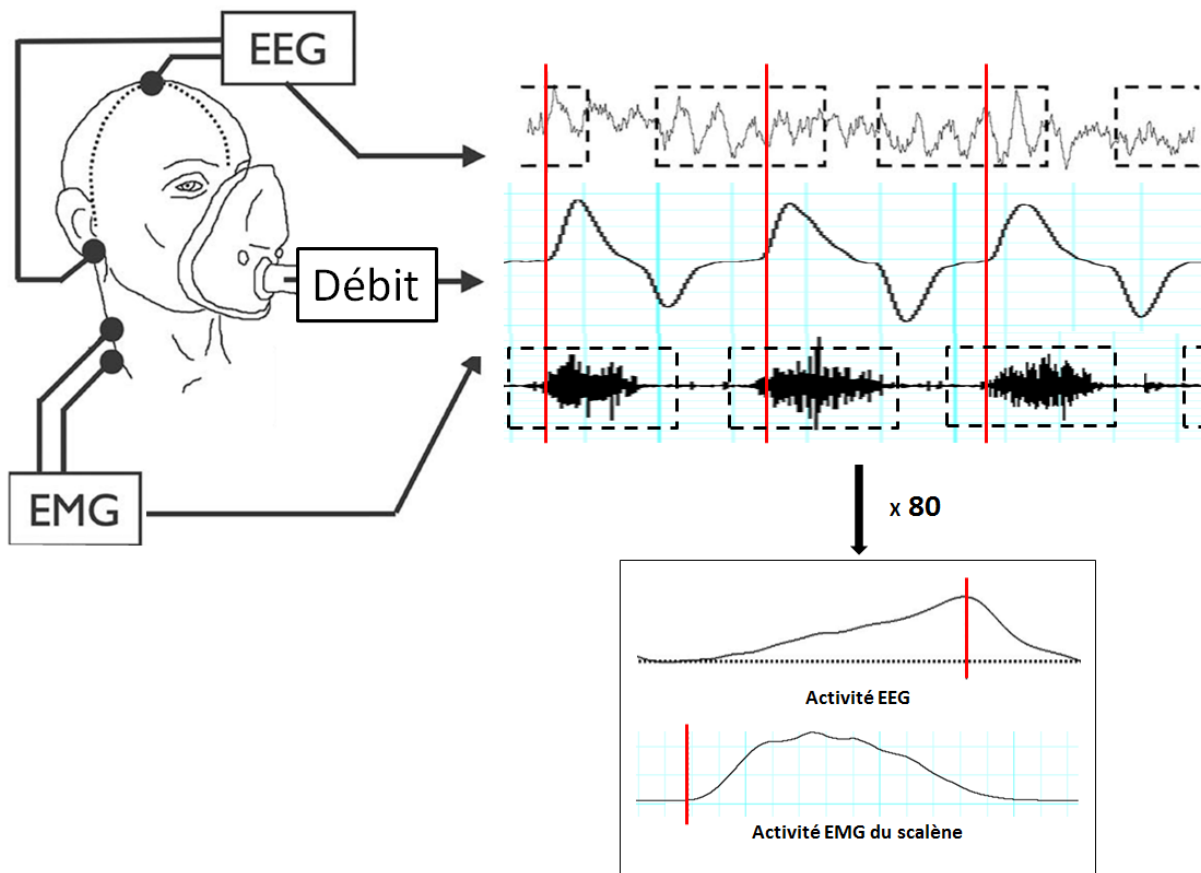 EEG
Débit
EMG
x 80
Activité EEG
Activité EMG du scalène